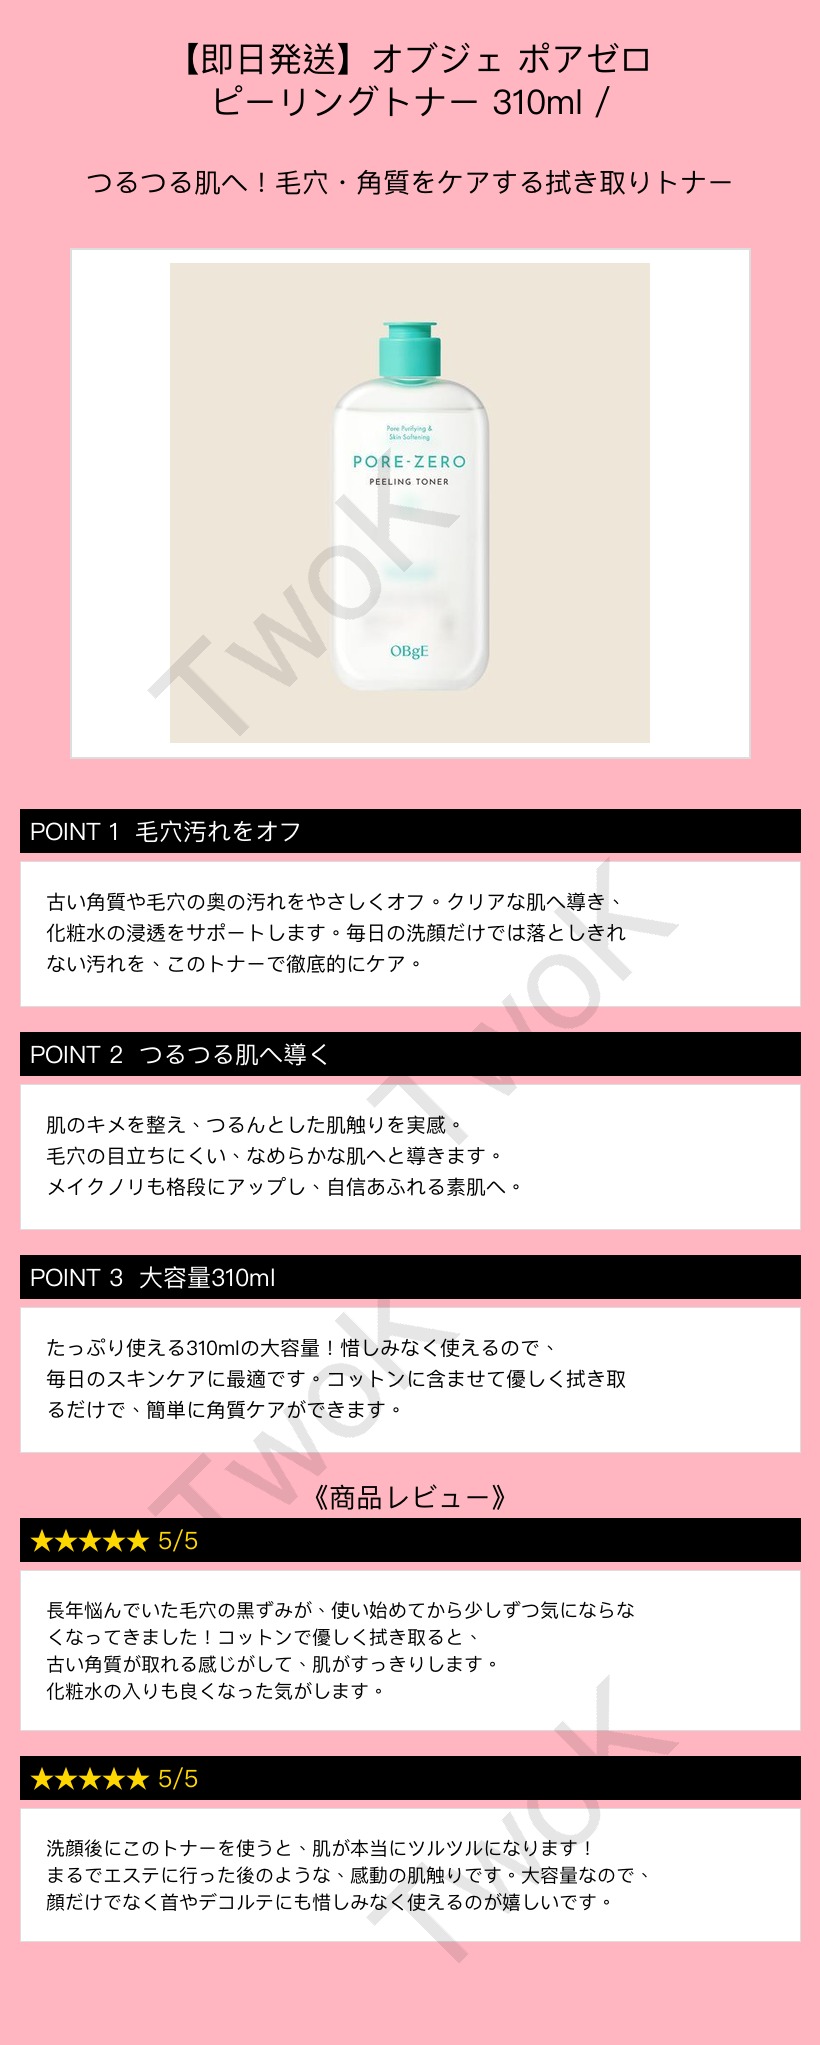 【即日発送】オブジェ ポアゼロ
ピーリングトナー 310ml /
つるつる肌へ！毛穴・角質をケアする拭き取りトナー
Pore Purifying &
Skin Softening
PORE-ZERO
PEELING TONER
OBgE
TwoK
POINT 1 毛穴汚れをオフ
古い角質や毛穴の奥の汚れをやさしくオフ。クリアな肌へ導き、
化粧水の浸透をサポートします。毎日の洗顔だけでは落としきれ
ない汚れを、このトナーで徹底的にケア。
TwoK
POINT 2 つるつる肌へ導く
肌のキメを整え、つるんとした肌触りを実感。
毛穴の目立ちにくい、なめらかな肌へと導きます。
メイクノリも格段にアップし、自信あふれる素肌へ。
POINT 3 大容量310ml
たっぷり使える310mlの大容量！惜しみなく使えるので、
毎日のスキンケアに最適です。コットンに含ませて優しく拭き取
るだけで、簡単に角質ケアができます。
TwoK
《商品レビュー》
★★★★★ 5/5
長年悩んでいた毛穴の黒ずみが、使い始めてから少しずつ気にならな
くなってきました！コットンで優しく拭き取ると、
古い角質が取れる感じがして、肌がすっきりします。
化粧水の入りも良くなった気がします。
★★★★★ 5/5
洗顔後にこのトナーを使うと、肌が本当にツルツルになります！
まるでエステに行った後のような、感動の肌触りです。大容量なので、
顔だけでなく首やデコルテにも惜しみなく使えるのが嬉しいです。
TwoK